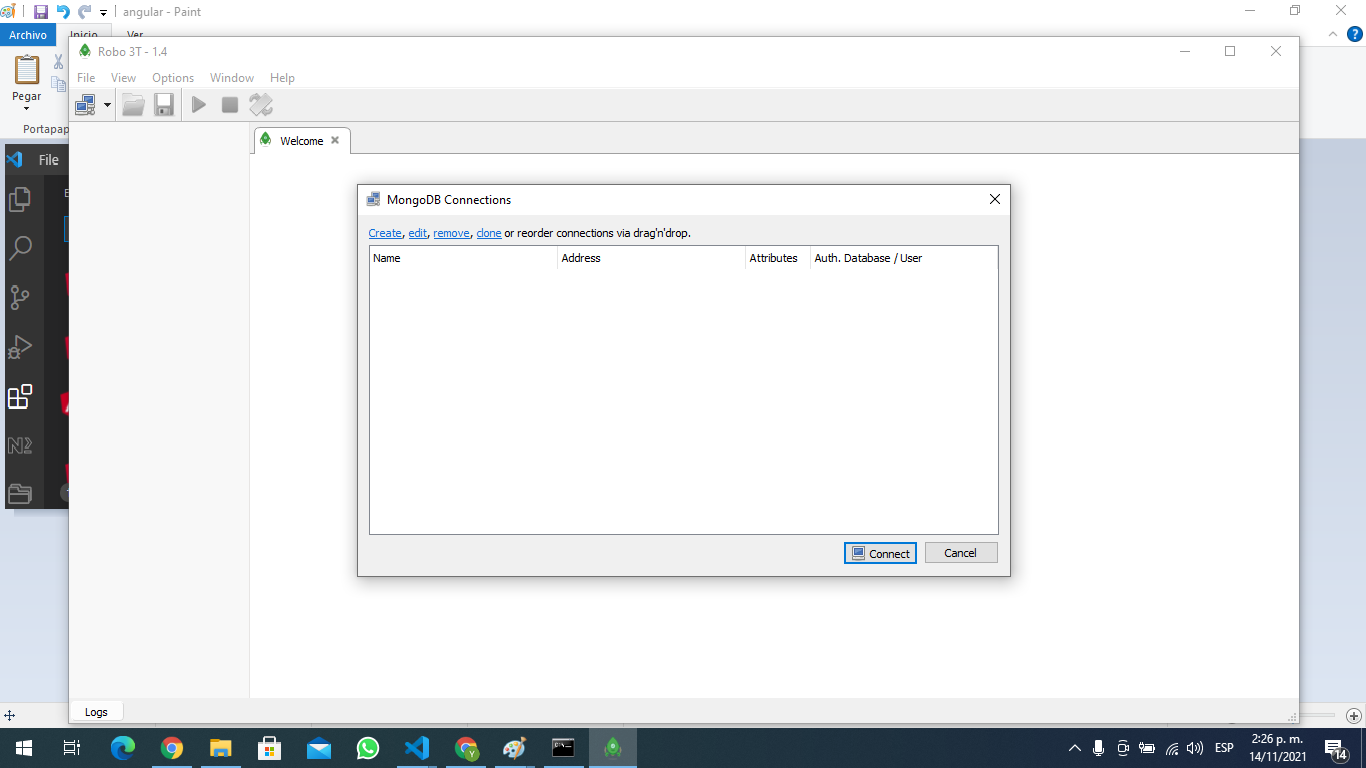 angular - Paint
Archivo
Inicio
Ver
Robo 3T - 1.4
File View Options Window Help
Pegar
Portapap
Welcome
File
MongoDB Connections
Create, edit, remove, clone or reorder connections via drag'n'drop.
Name Address Attributes Auth. Database / User
Connect Cancel
Logs
ESP
2:26 p. m.
14/11/2021
14